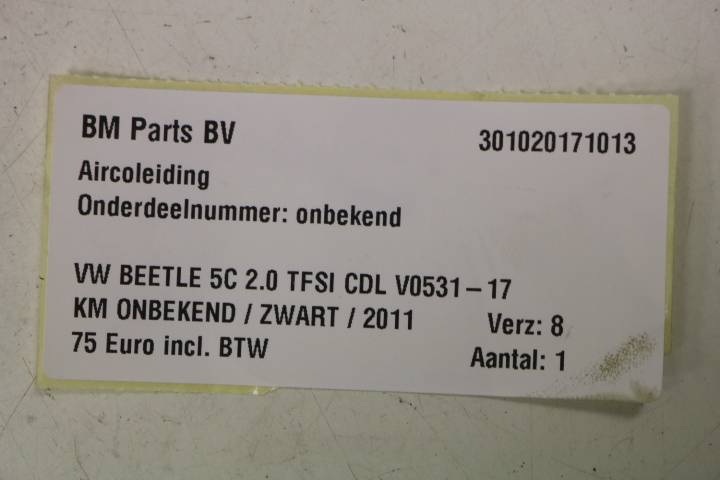 BM Parts BV 301020171013
Aircoleiding
Onderdeelnummer: onbekend
VW BEETLE 5C 2.0 TFSI CDL V0531-17
KM ONBEKEND / ZWART / 2011 Verz: 8
75 Euro incl. BTW Aantal: 1